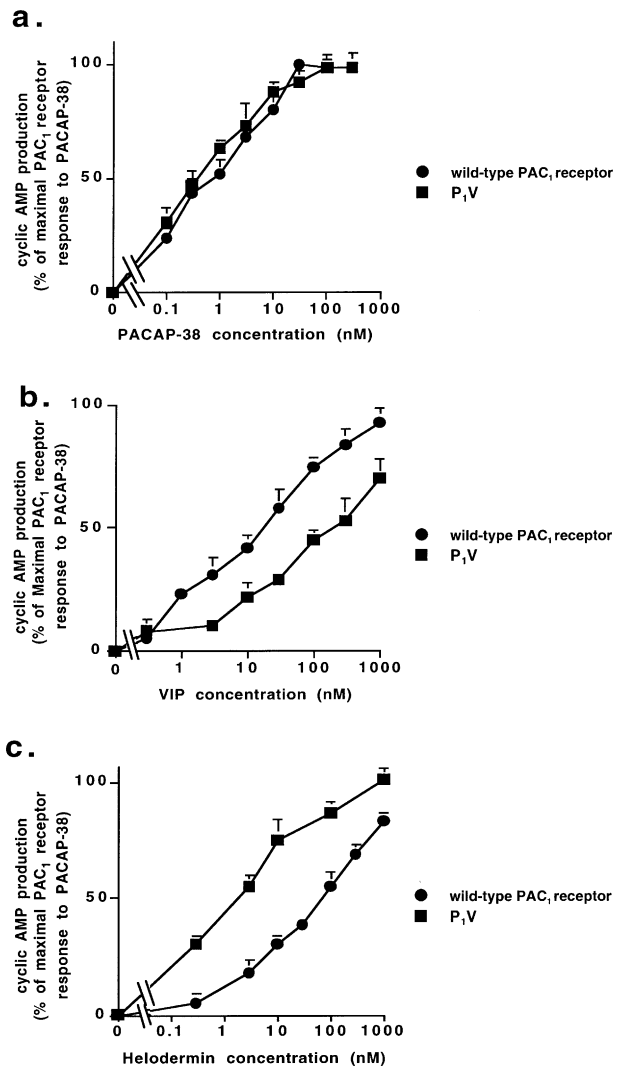 a.
cyclic AMP production
(% of maximal PAC1 receptor
response to PACAP-38)
100
50
0
0 0.1 1 10 100 1000
PACAP-38 concentration (nM)
wild-type PAC1 receptor
P1V
b.
cyclic AMP production
(% of Maximal PAC1 receptor
response to PACAP-38)
100
50
0
0 1 10 100 1000
VIP concentration (nM)
wild-type PAC1 receptor
P1V
c.
cyclic AMP production
(% of maximal PAC1 receptor
response to PACAP-38)
100
50
0
0 0.1 1 10 100 1000
Helodermin concentration (nM)
wild-type PAC1 receptor
P1V